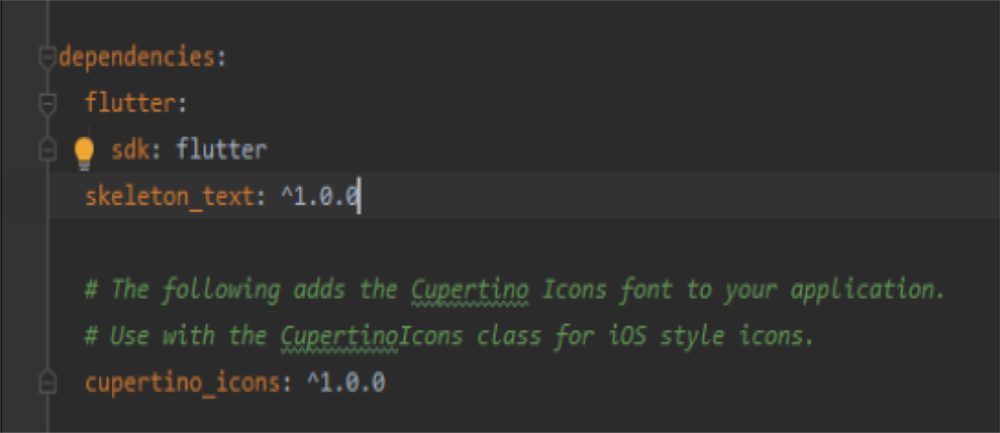 dependencies:
  flutter:
    sdk: flutter
  skeleton_text: ^1.0.0
  # The following adds the Cupertino Icons font to your application.
  # Use with the CupertinoIcons class for iOS style icons.
  cupertino_icons: ^1.0.0